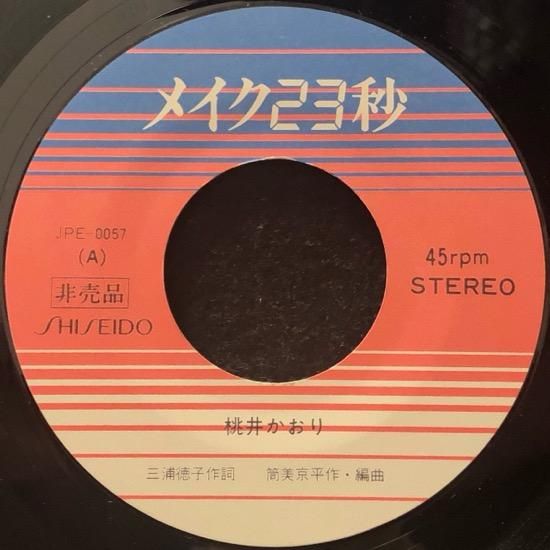 メイク23秒
JPE-0057
(A)
45rpm
STEREO
非売品
SHISEIDO
桃井かおり
三浦徳子作詞 筒美京平作・編曲